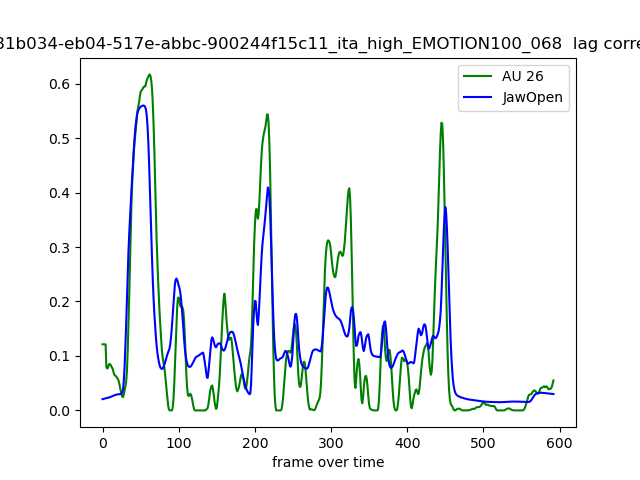 31b034-eb04-517e-abbc-900244f15c11_ita_high_EMOTION100_068 lag corre
AU 26
JawOpen
0.6
0.5
0.4
0.3
0.2
0.1
0.0
0 100 200 300 400 500 600
frame over time